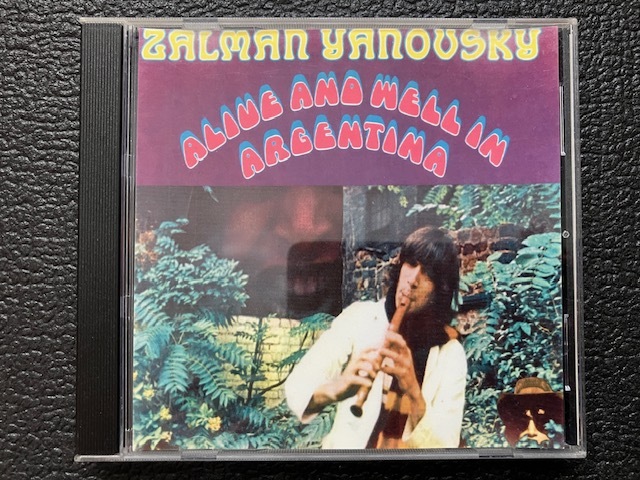 ZALMAN YANOVSKY
ALIVE AND WELL IN
ARGENTINA